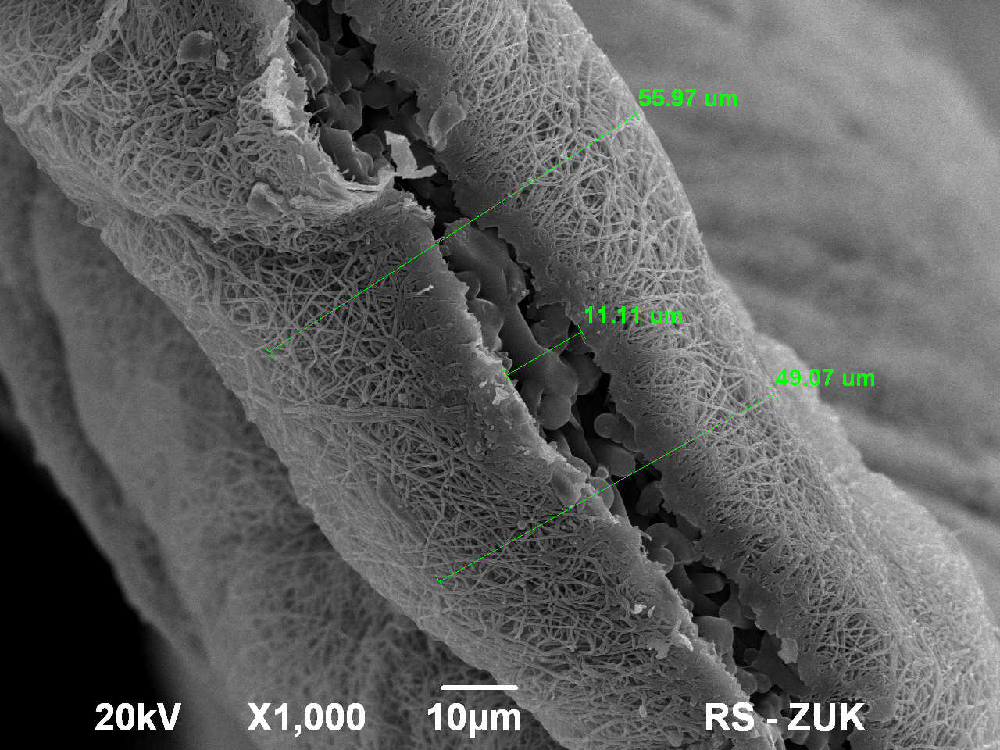 55.97 um
11.11 um
49.07 um
20kV X1,000 10µm RS - ZUK